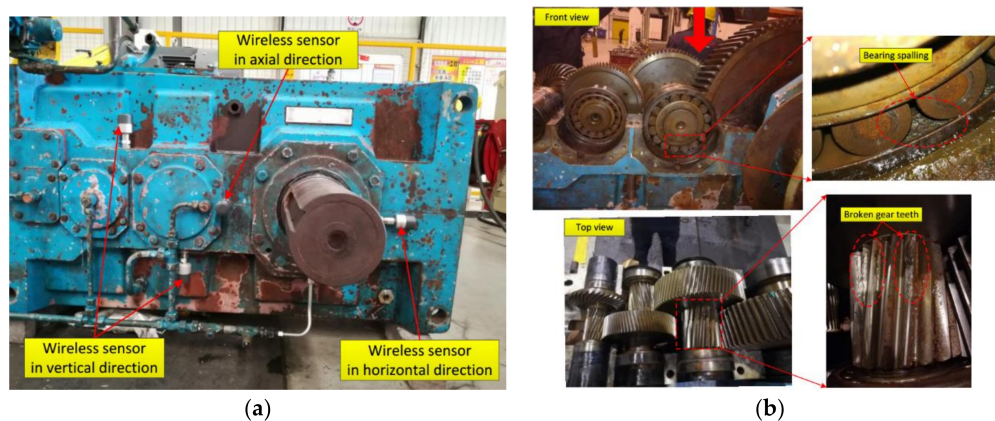 Wireless sensor
in axial direction
Wireless sensor
in vertical direction
Wireless sensor
in horizontal direction
(a)
Front view
Bearing spalling
Top view
Broken gear teeth
(b)